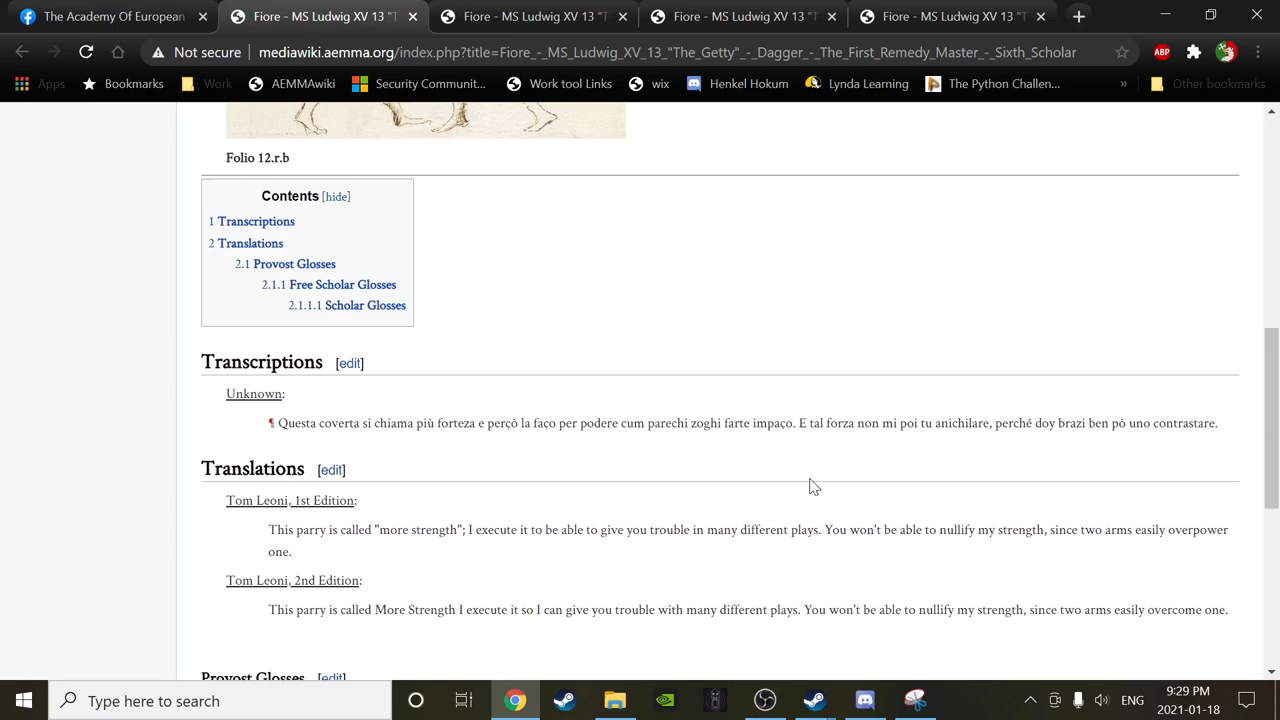 The Academy Of European
Fiore - MS Ludwig XV 13 "T
Fiore - MS Ludwig XV 13 "T
Fiore - MS Ludwig XV 13 "T
Fiore - MS Ludwig XV 13 "T
Not secure
mediawiki.aemma.org/index.php?title=Fiore_-_MS_Ludwig_XV_13_"The_Getty"_-_Dagger_-_The_First_Remedy_Master_-_Sixth_Scholar
ABP
Apps
Bookmarks
Work
AEMMAwiki
Security Communit...
Work tool Links
wix
Henkel Hokum
Lynda Learning
The Python Challen...
»
Other bookmarks
Folio 12.r.b
Contents [hide]
1 Transcriptions
2 Translations
2.1 Provost Glosses
2.1.1 Free Scholar Glosses
2.1.1.1 Scholar Glosses
Transcriptions [edit]
Unknown:
¶ Questa coverta si chiama più forteza e perçò la faço per podere cum parechi zoghi farte impaço. E tal forza non mi poi tu anichilare, perché doy brazi ben pò uno contrastare.
Translations [edit]
Tom Leoni, 1st Edition:
This parry is called "more strength"; I execute it to be able to give you trouble in many different plays. You won't be able to nullify my strength, since two arms easily overpower
one.
Tom Leoni, 2nd Edition:
This parry is called More Strength I execute it so I can give you trouble with many different plays. You won't be able to nullify my strength, since two arms easily overcome one.
Provost Glosses [edit]
Type here to search
ENG
9:29 PM
2021-01-18